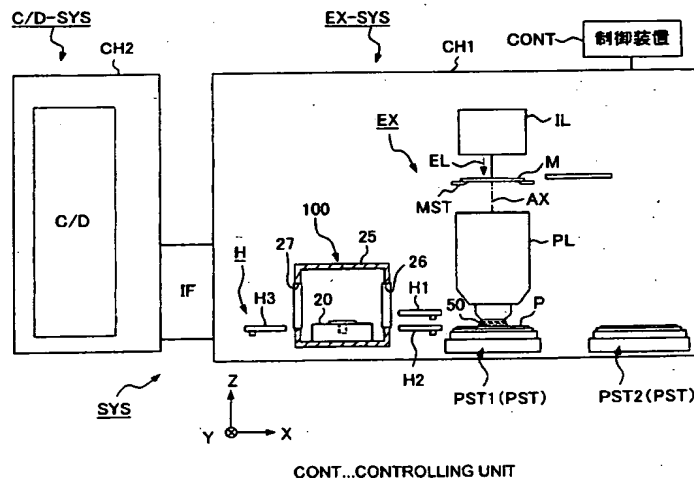 C/D-SYS
EX-SYS
CH2
CH1
CONT
制御装置
EX
IL
EL
M
MST
AX
C/D
PL
100
25
27
26
H
H3
20
H1
H2
50
P
IF
SYS
Z
Y
X
PST1(PST)
PST2(PST)
CONT...CONTROLLING UNIT